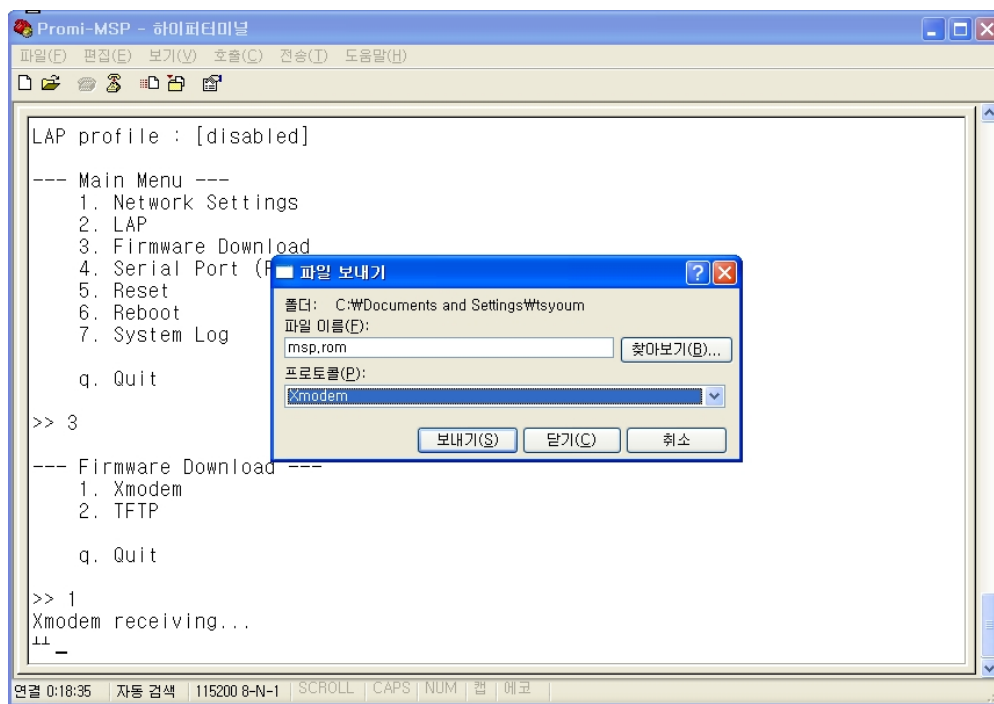 Promi-MSP - 하이퍼터미널
파일(F) 편집(E) 보기(V) 호출(C) 전송(T) 도움말(H)
LAP profile : [disabled]
--- Main Menu ---
1. Network Settings
2. LAP
3. Firmware Download
4. Serial Port (
5. Reset
6. Reboot
7. System Log
q. Quit
>> 3
--- Firmware Download ---
1. Xmodem
2. TFTP
q. Quit
>> 1
Xmodem receiving...
파일 보내기
폴더: C:₩Documents and Settings₩tsyoum
파일 이름(F):
msp.rom
찾아보기(B)...
프로토콜(P):
Xmodem
보내기(S) 닫기(C) 취소
연결 0:18:35 자동 검색 115200 8-N-1 SCROLL CAPS NUM 캡 에코